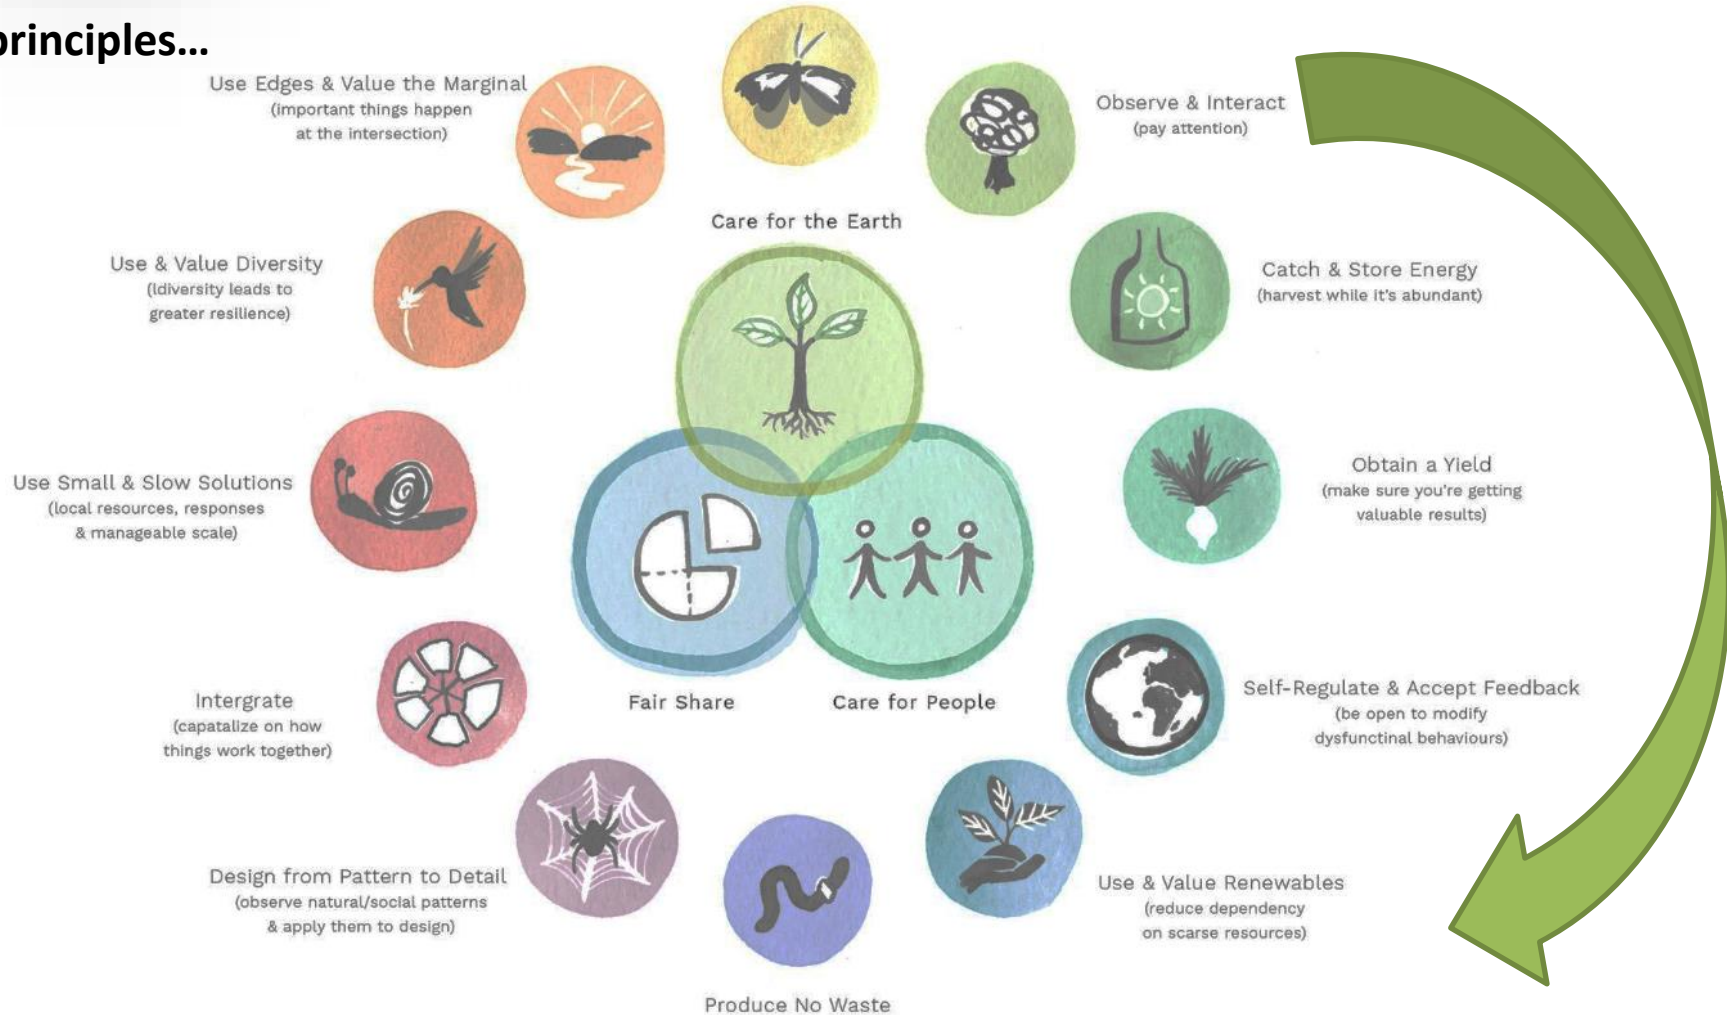 principles...
Use Edges & Value the Marginal
(important things happen
at the intersection)
Observe & Interact
(pay attention)
Care for the Earth
Use & Value Diversity
(ldiversity leads to
greater resilience)
Catch & Store Energy
(harvest while it's abundant)
Use Small & Slow Solutions
(local resources, responses
& manageable scale)
Obtain a Yield
(make sure you're getting
valuable results)
Intergrate
(capatalize on how
things work together)
Fair Share
Care for People
Self-Regulate & Accept Feedback
(be open to modify
dysfunctinal behaviours)
Design from Pattern to Detail
(observe natural/social patterns
& apply them to design)
Use & Value Renewables
(reduce dependency
on scarse resources)
Produce No Waste